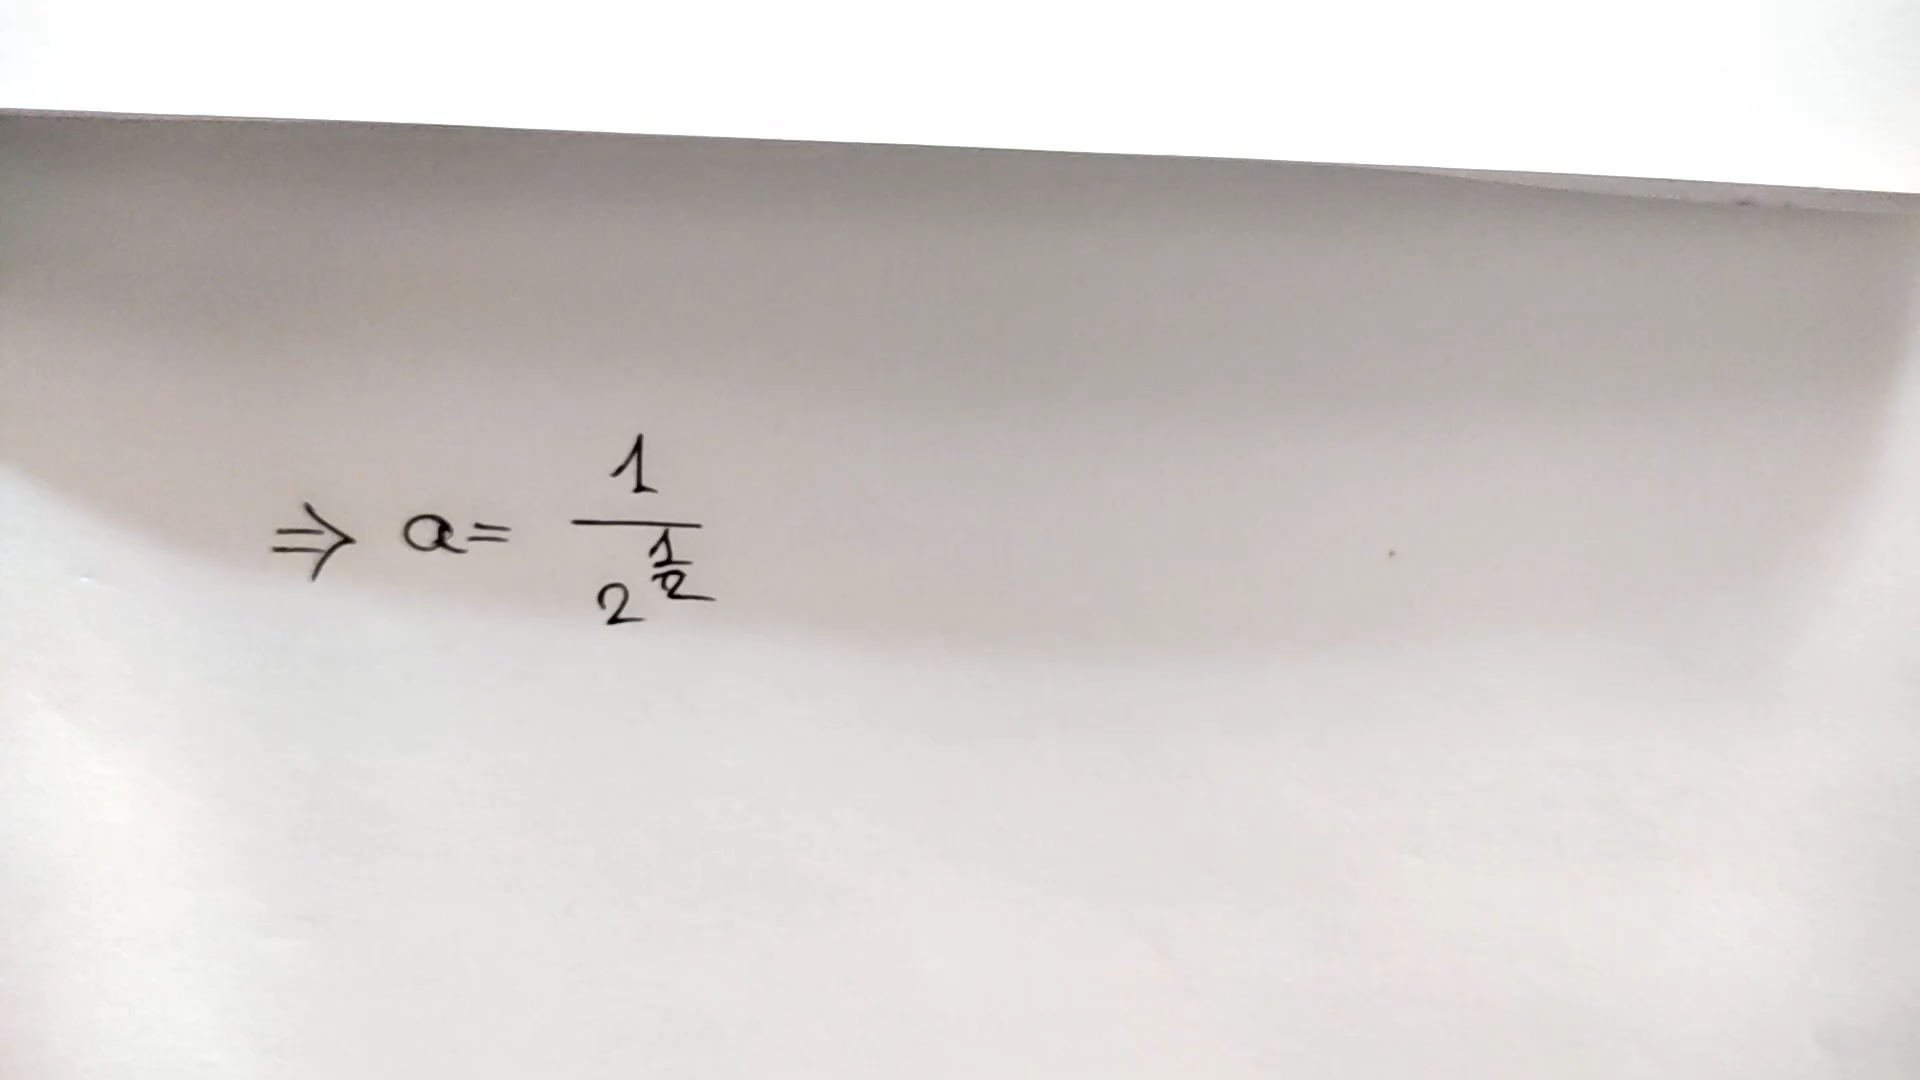 ⇒ a = 1 / 2^(1/2)